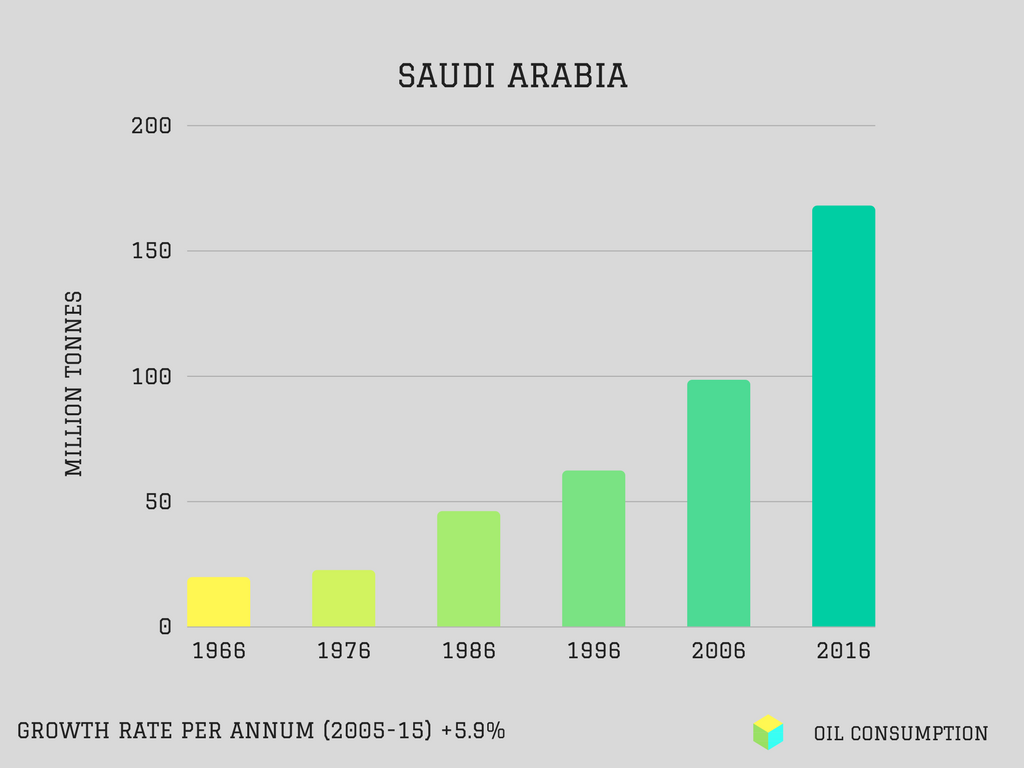 SAUDI ARABIA
200
150
100
50
0
MILLION TONNES
1966 1976 1986 1996 2006 2016
GROWTH RATE PER ANNUM (2005-15) +5.9%
OIL CONSUMPTION